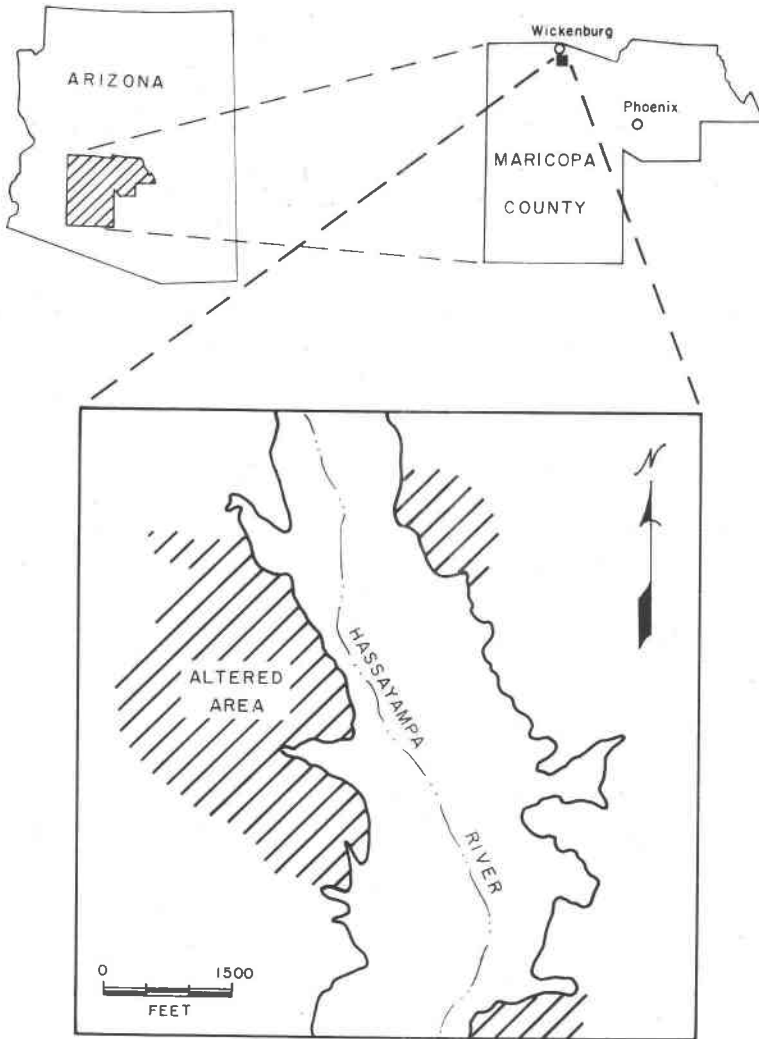 ARIZONA
Wickenburg
Phoenix
MARICOPA
COUNTY
N
HASSAYAMPA
RIVER
ALTERED
AREA
0 1500
FEET